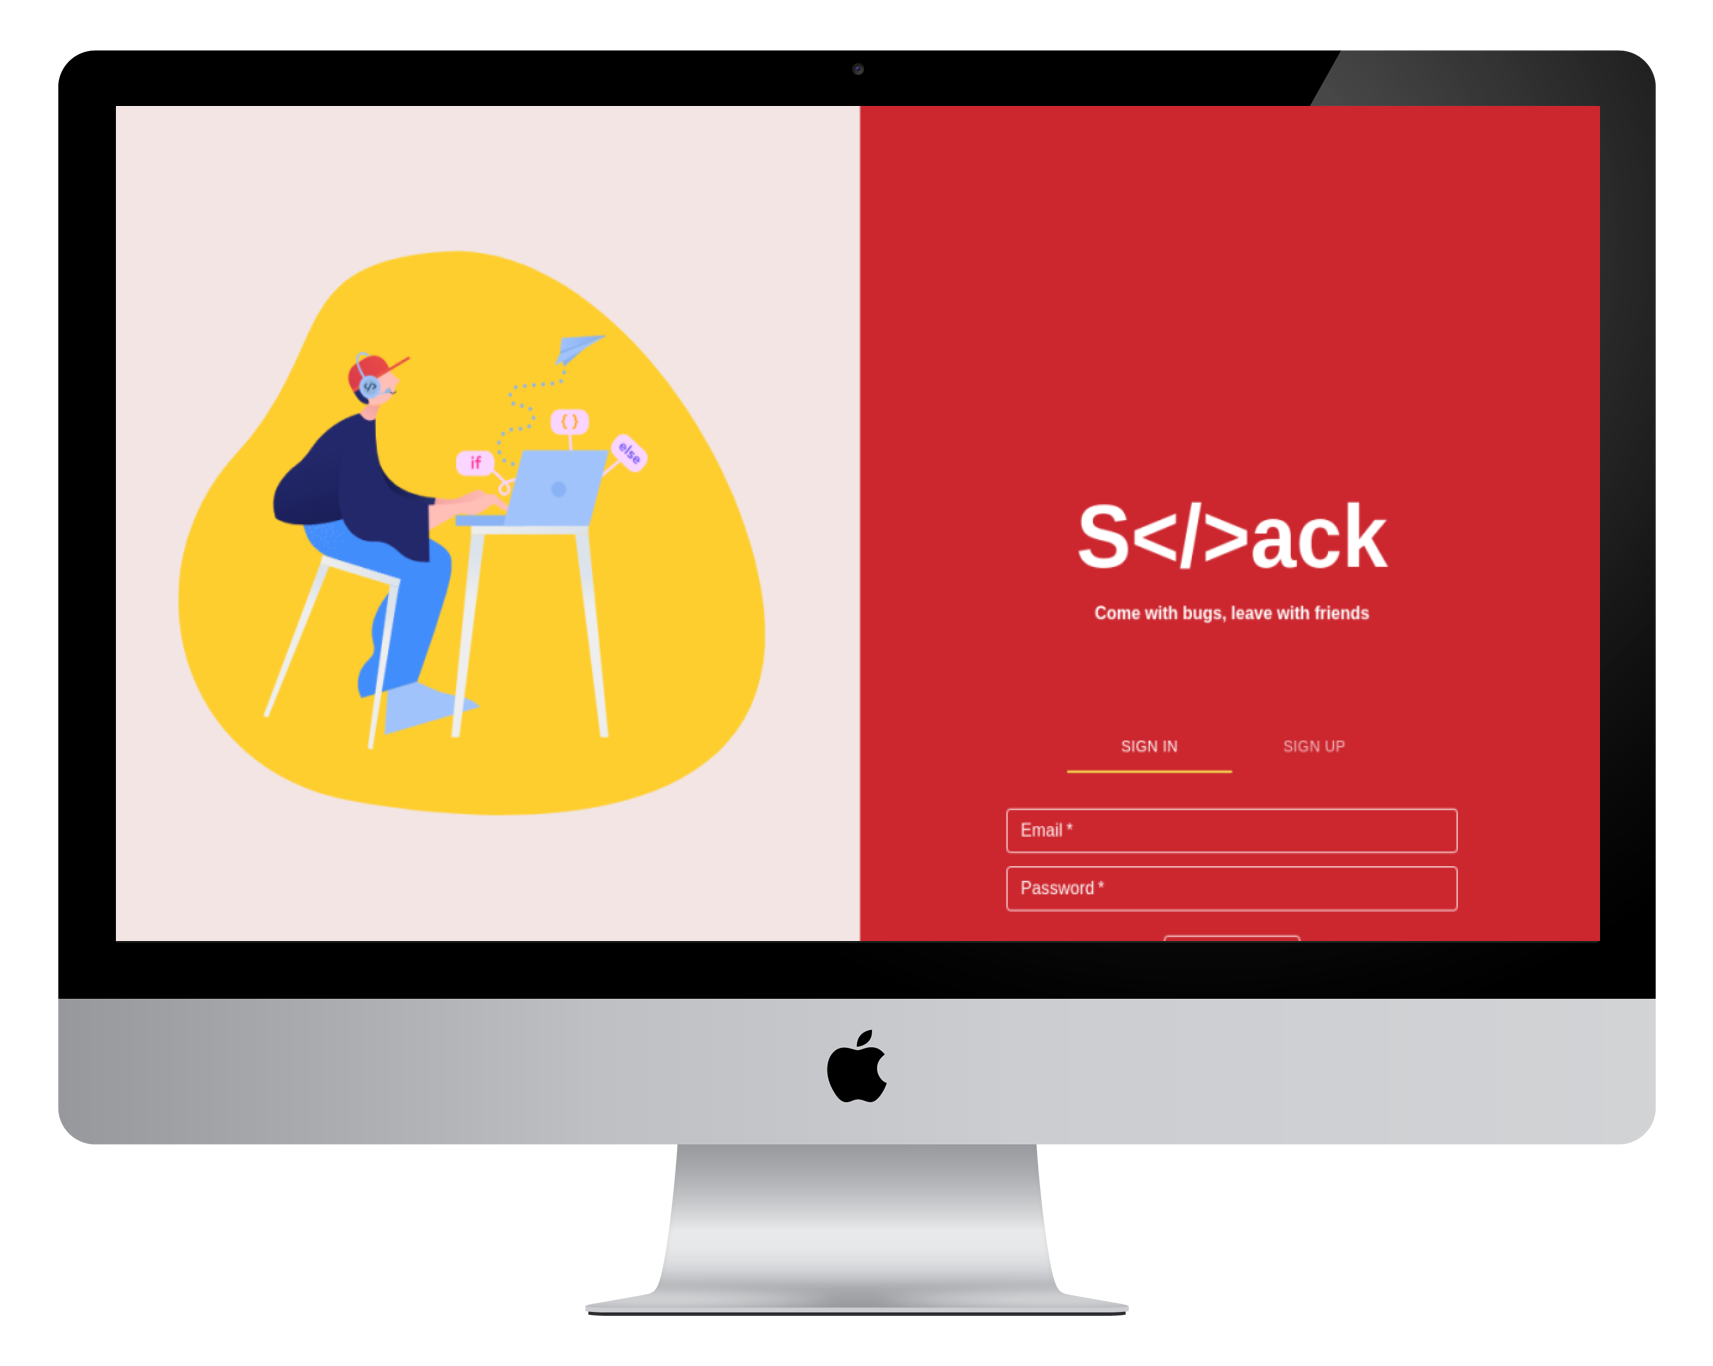 </>
{}
if
else
S</>ack
Come with bugs, leave with friends
SIGN IN SIGN UP
Email *
Password *